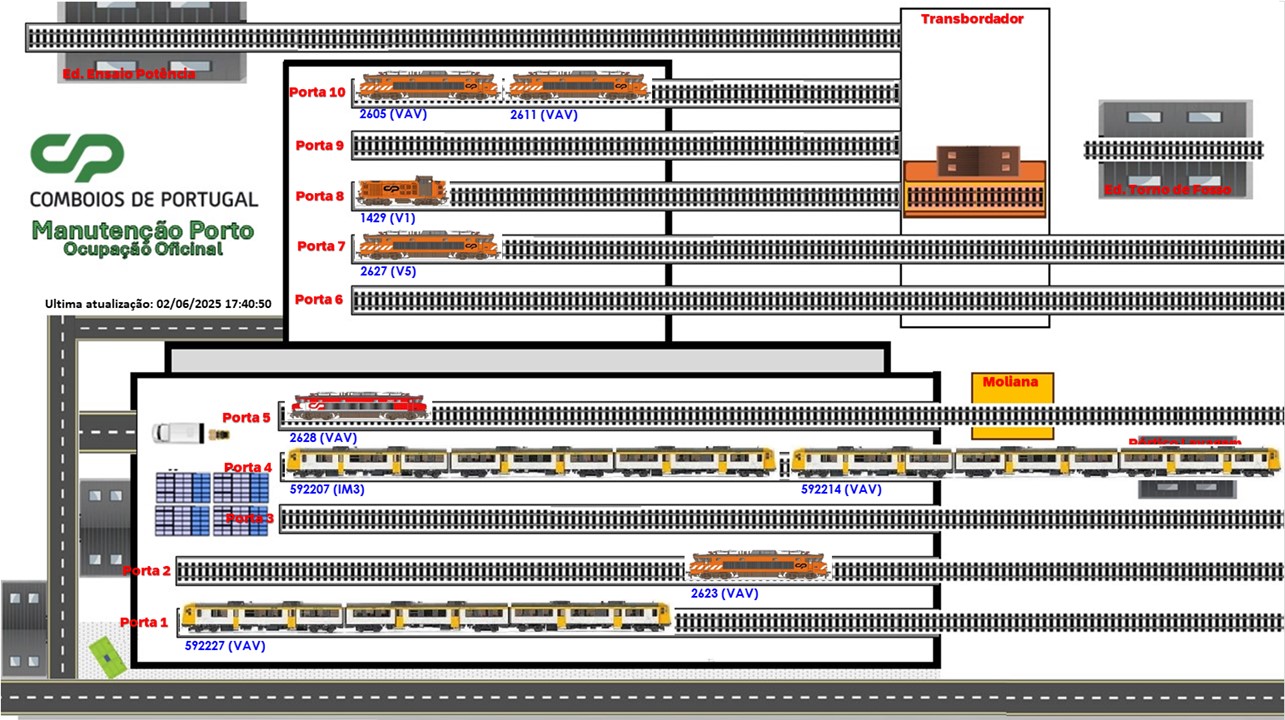 Transbordador
Ed. Ensaio Potência
Porta 10
2605 (VAV)
2611 (VAV)
Porta 9
CP
COMBOIOS DE PORTUGAL
Manutenção Porto
Ocupação Oficinal
Ed. Torno de Fosso
Porta 8
1429 (V1)
Porta 7
2627 (V5)
Porta 6
Ultima atualização: 02/06/2025 17:40:50
Moliana
Porta 5
2628 (VAV)
Porta 4
592207 (IM3)
592214 (VAV)
Porta 3
Porta 2
2623 (VAV)
Porta 1
592227 (VAV)